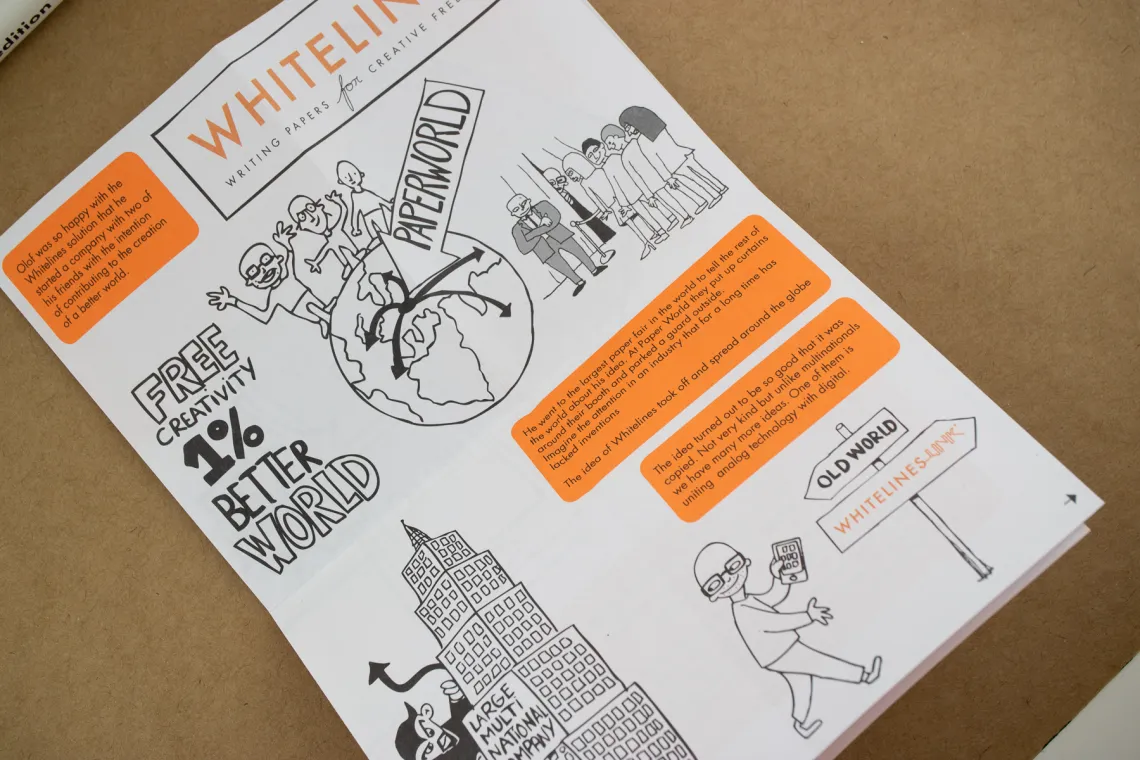 edition
WHITELIN
WRITING PAPERS for CREATIVE FREE
Olof was so happy with the
Whitelines solution that he
started a company with two of
his friends with the intention
of contributing to the creation
of a better world.
PAPERWORLD
FREE
CREATIVITY
1%
BETTER
WORLD
He went to the largest paper fair in the world to tell the rest of
the world about his idea. At Paper World they put up curtains
around their booth and parked a guard outside.
Imagine the attention in an industry that for a long time has
lacked inventions
The idea of Whitelines took off and spread around the globe
The idea turned out to be so good that it was
copied. Not very kind but unlike multinationals
we have many more ideas. One of them is
uniting analog technology with digital.
OLD WORLD
WHITELINES LINK
LARGE
MULTI
NATIONAL
COMPANY